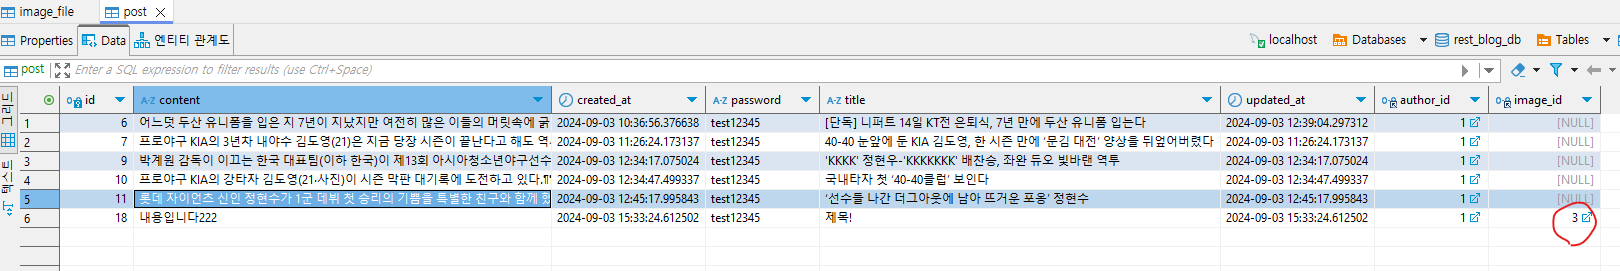 image_file post
Properties Data 엔티티 관계도 localhost Databases rest_blog_db Tables
post Enter a SQL expression to filter results (use Ctrl+Space)
그리드
텍스트
id A-Z content created_at A-Z password A-Z title updated_at author_id image_id
1 6 어느덧 두산 유니폼을 입은 지 7년이 지났지만 여전히 많은 이들의 머릿속에 굵 2024-09-03 10:36:56.376638 test12345 [단독] 니퍼트 14일 KT전 은퇴식, 7년 만에 두산 유니폼 입는다 2024-09-03 12:39:04.297312 1 [NULL]
2 7 프로야구 KIA의 3년차 내야수 김도영(21)은 지금 당장 시즌이 끝난다고 해도 역 2024-09-03 11:26:24.173137 test12345 40-40 눈앞에 둔 KIA 김도영, 한 시즌 만에 ‘문김 대전’ 양상을 뒤엎어버렸다 2024-09-03 11:26:24.173137 1 [NULL]
3 9 박계원 감독이 이끄는 한국 대표팀(이하 한국)이 제13회 아시아청소년야구선수 2024-09-03 12:34:17.075024 test12345 'KKKK' 정현우-'KKKKKKK' 배찬승, 좌완 듀오 빛바랜 역투 2024-09-03 12:34:17.075024 1 [NULL]
4 10 프로야구 KIA의 강타자 김도영(21·사진)이 시즌 막판 대기록에 도전하고 있다.¶ 2024-09-03 12:34:47.499337 test12345 국내타자 첫 ‘40-40클럽’ 보인다 2024-09-03 12:34:47.499337 1 [NULL]
5 11 롯데 자이언츠 신인 정현수가 1군 데뷔 첫 승리의 기쁨을 특별한 친구와 함께 했 2024-09-03 12:45:17.995843 test12345 ‘선수들 나간 더그아웃에 남아 뜨거운 포옹’ 정현수 2024-09-03 12:45:17.995843 1 [NULL]
6 18 내용입니다222 2024-09-03 15:33:24.612502 test12345 제목! 2024-09-03 15:33:24.612502 1 3